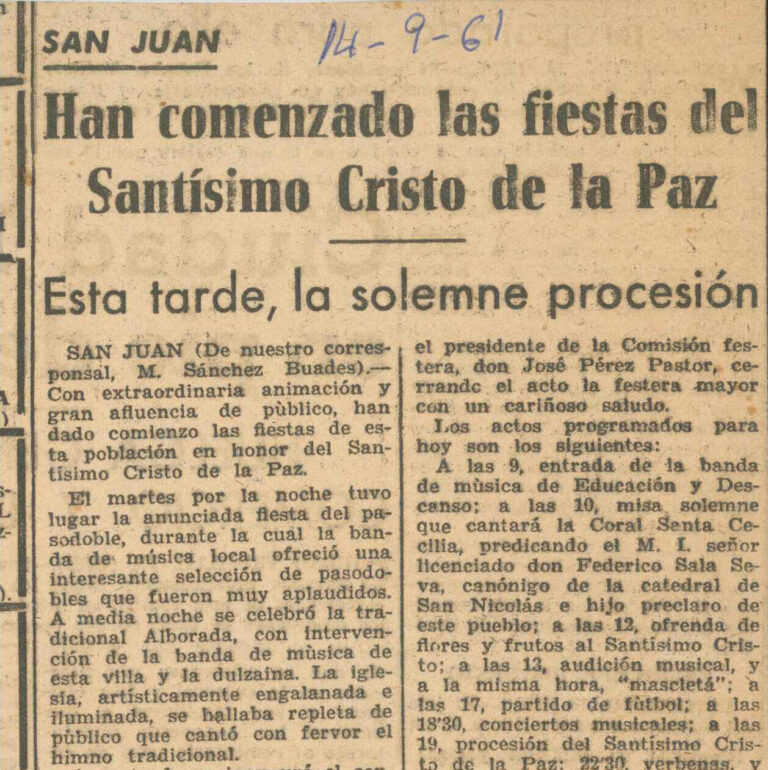 SAN JUAN
14-9-61
Han comenzado las fiestas del
Santísimo Cristo de la Paz
Esta tarde, la solemne procesión
SAN JUAN (De nuestro corres-
ponsal, M. Sánchez Buades).—
Con extraordinaria animación y
gran afluencia de pùblico, han
dado comienzo las fiestas de es-
ta población en honor del San-
tísimo Cristo de la Paz.
El martes por la noche tuvo
lugar la anunciada fiesta del pa-
sodoble, durante la cual la ban-
da de música local ofreció una
interesante selección de pasodo-
bles que fueron muy aplaudidos.
A media noche se celebró la tra-
dicional Alborada, con interven-
ción de la banda de mùsica de
esta villa y la dulzaina. La igle-
sia, artísticamente engalanada e
iluminada, se hallaba repleta de
pùblico que cantó con fervor el
himno tradicional.
el presidente de la Comisión fes-
tera, don José Pérez Pastor, ce-
rrando el acto la festera mayor
con un cariñoso saludo.
Los actos programados para
hoy son los siguientes:
A las 9, entrada de la banda
de mùsica de Educación y Des-
canso; a las 10, misa solemne
que cantará la Coral Santa Ce-
cilia, predicando el M. I. señor
licenciado don Federico Sala Se-
va, canónigo de la catedral de
San Nicolás e hijo preclaro de
este pueblo; a las 12, ofrenda de
flores y frutos al Santísimo Cris-
to; a las 13, audición musical, y
a la misma hora, "mascletá"; a
las 17, partido de fùtbol; a las
18'30, conciertos musicales; a las
19, procesión del Santísimo Cris-
to de la Paz; 22'30, verbenas, y